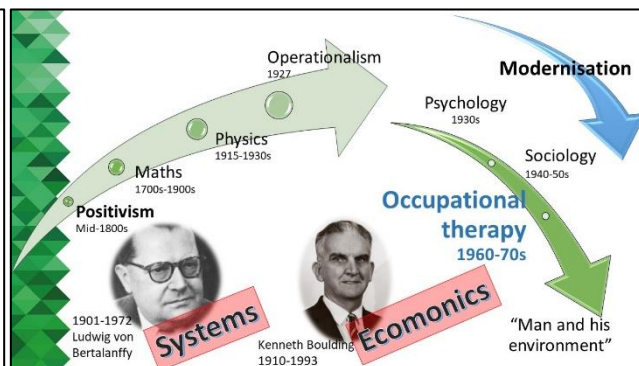 Operationalism
1927
Modernisation
Psychology
1930s
Physics
1915-1930s
Sociology
1940-50s
Maths
1700s-1900s
Positivism
Mid-1800s
Occupational
therapy
1960-70s
1901-1972
Ludwig von
Bertalanffy
Systems
Kenneth Boulding
1910-1993
Ecomonics
“Man and his
environment”